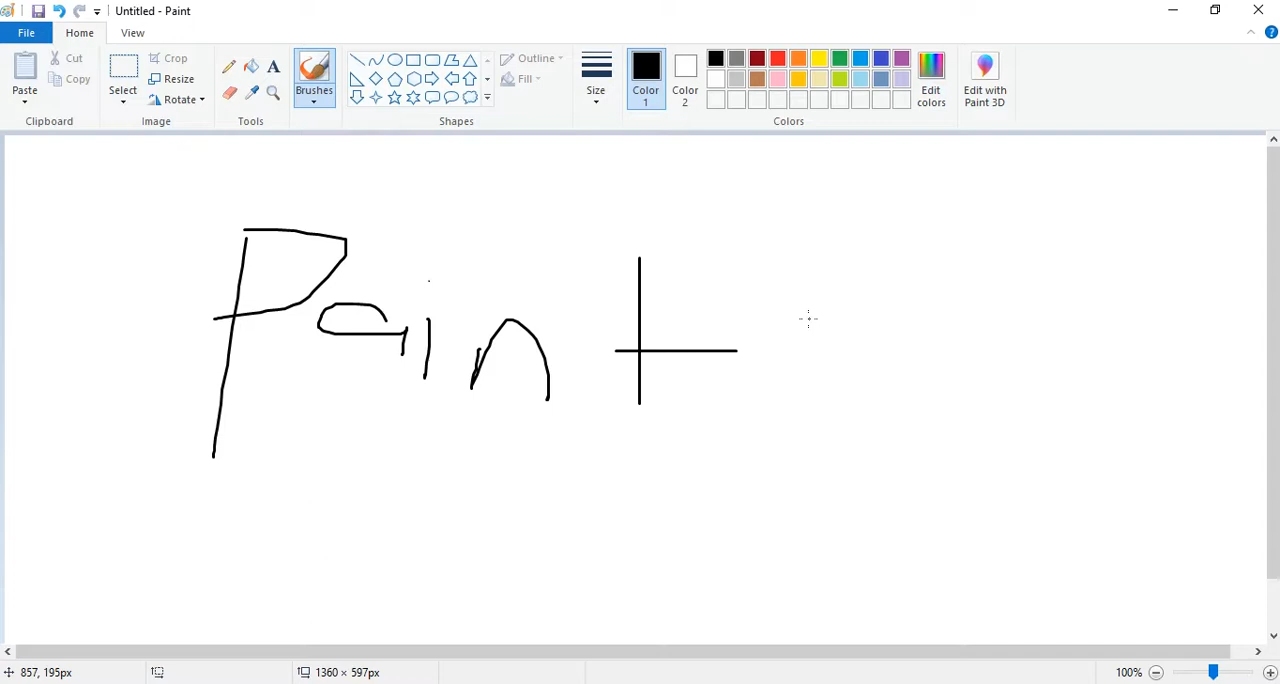 Untitled - Paint
File Home View
Paste
Cut
Copy
Clipboard
Select
Crop
Resize
Rotate
Image
Tools
Brushes
Shapes
Outline
Fill
Size
Color 1
Color 2
Edit colors
Edit with Paint 3D
Colors
Paint
857, 195px
1360 × 597px
100%